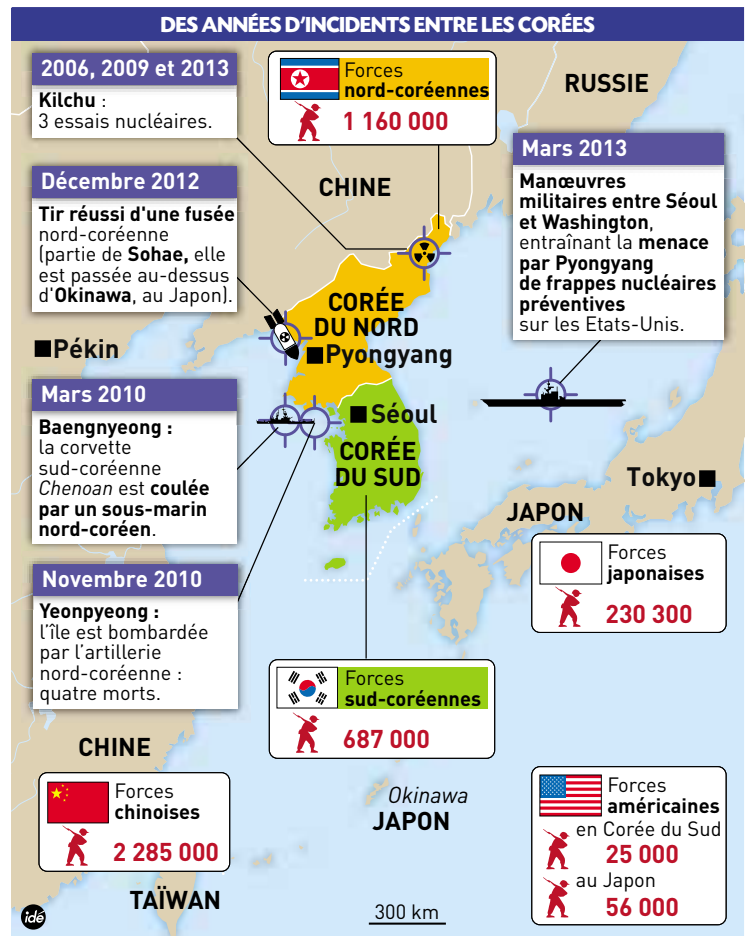 DES ANNÉES D'INCIDENTS ENTRE LES CORÉES
2006, 2009 et 2013
Kilchu :
3 essais nucléaires.
Forces
nord-coréennes
1 160 000
RUSSIE
CHINE
Mars 2013
Manœuvres
militaires entre Séoul
et Washington,
entraînant la menace
par Pyongyang
de frappes nucléaires
préventives
sur les Etats-Unis.
Décembre 2012
Tir réussi d'une fusée
nord-coréenne
(partie de Sohae, elle
est passée au-dessus
d'Okinawa, au Japon).
CORÉE
DU NORD
Pékin
Pyongyang
Mars 2010
Baengnyeong :
la corvette
sud-coréenne
Chenoan est coulée
par un sous-marin
nord-coréen.
Séoul
CORÉE
DU SUD
Tokyo
JAPON
Forces
japonaises
230 300
Novembre 2010
Yeonpyeong :
l'île est bombardée
par l'artillerie
nord-coréenne :
quatre morts.
Forces
sud-coréennes
687 000
CHINE
Forces
chinoises
2 285 000
Okinawa
JAPON
Forces
américaines
en Corée du Sud
25 000
au Japon
56 000
TAÏWAN
300 km
idé